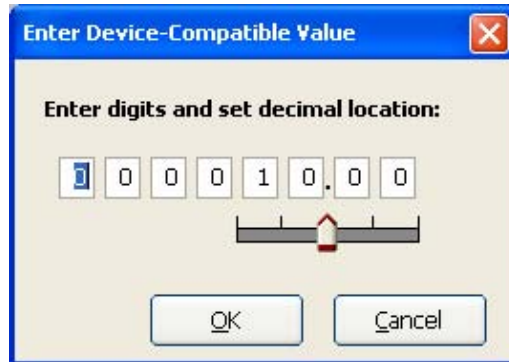 Enter Device-Compatible Value
Enter digits and set decimal location:
0 0 0 0 1 0 . 0 0
OK Cancel